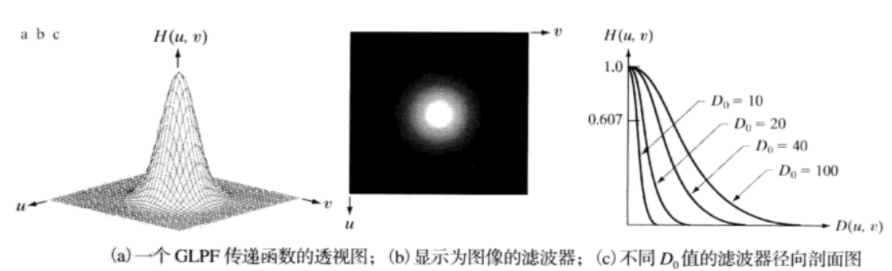 a b c
H(u, v)
u
v
v
u
H(u, v)
1.0
0.607
D₀ = 10
D₀ = 20
D₀ = 40
D₀ = 100
D(u, v)
(a)一个 GLPF 传递函数的透视图；(b) 显示为图像的滤波器；(c) 不同 D₀值的滤波器径向剖面图